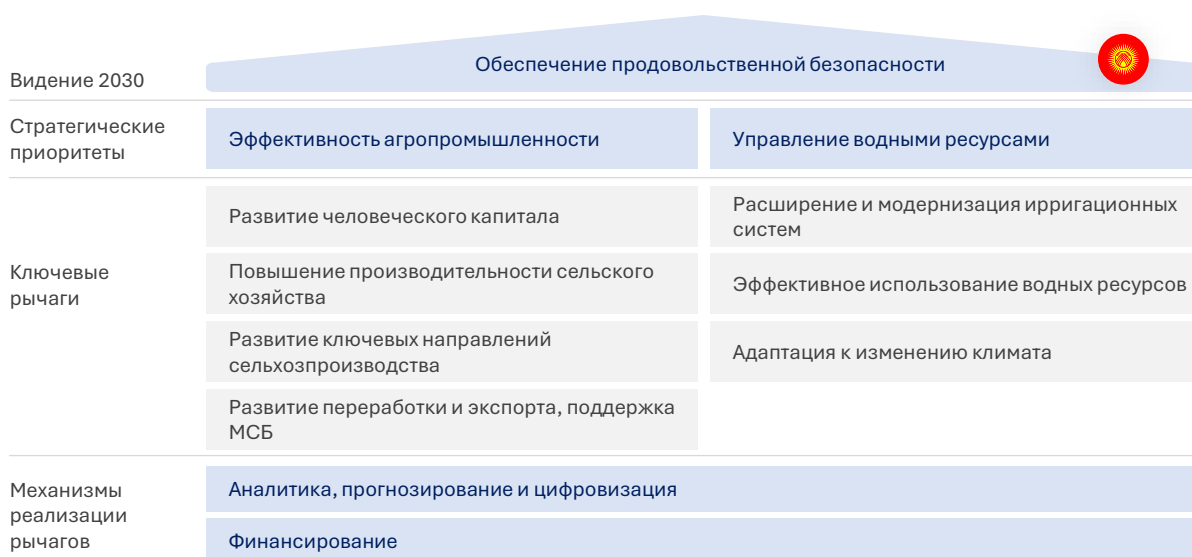 Видение 2030
Обеспечение продовольственной безопасности
Стратегические
приоритеты
Эффективность агропромышленности
Управление водными ресурсами
Ключевые
рычаги
Развитие человеческого капитала
Расширение и модернизация ирригационных
систем
Повышение производительности сельского
хозяйства
Эффективное использование водных ресурсов
Развитие ключевых направлений
сельхозпроизводства
Адаптация к изменению климата
Развитие переработки и экспорта, поддержка
МСБ
Механизмы
реализации
рычагов
Аналитика, прогнозирование и цифровизация
Финансирование